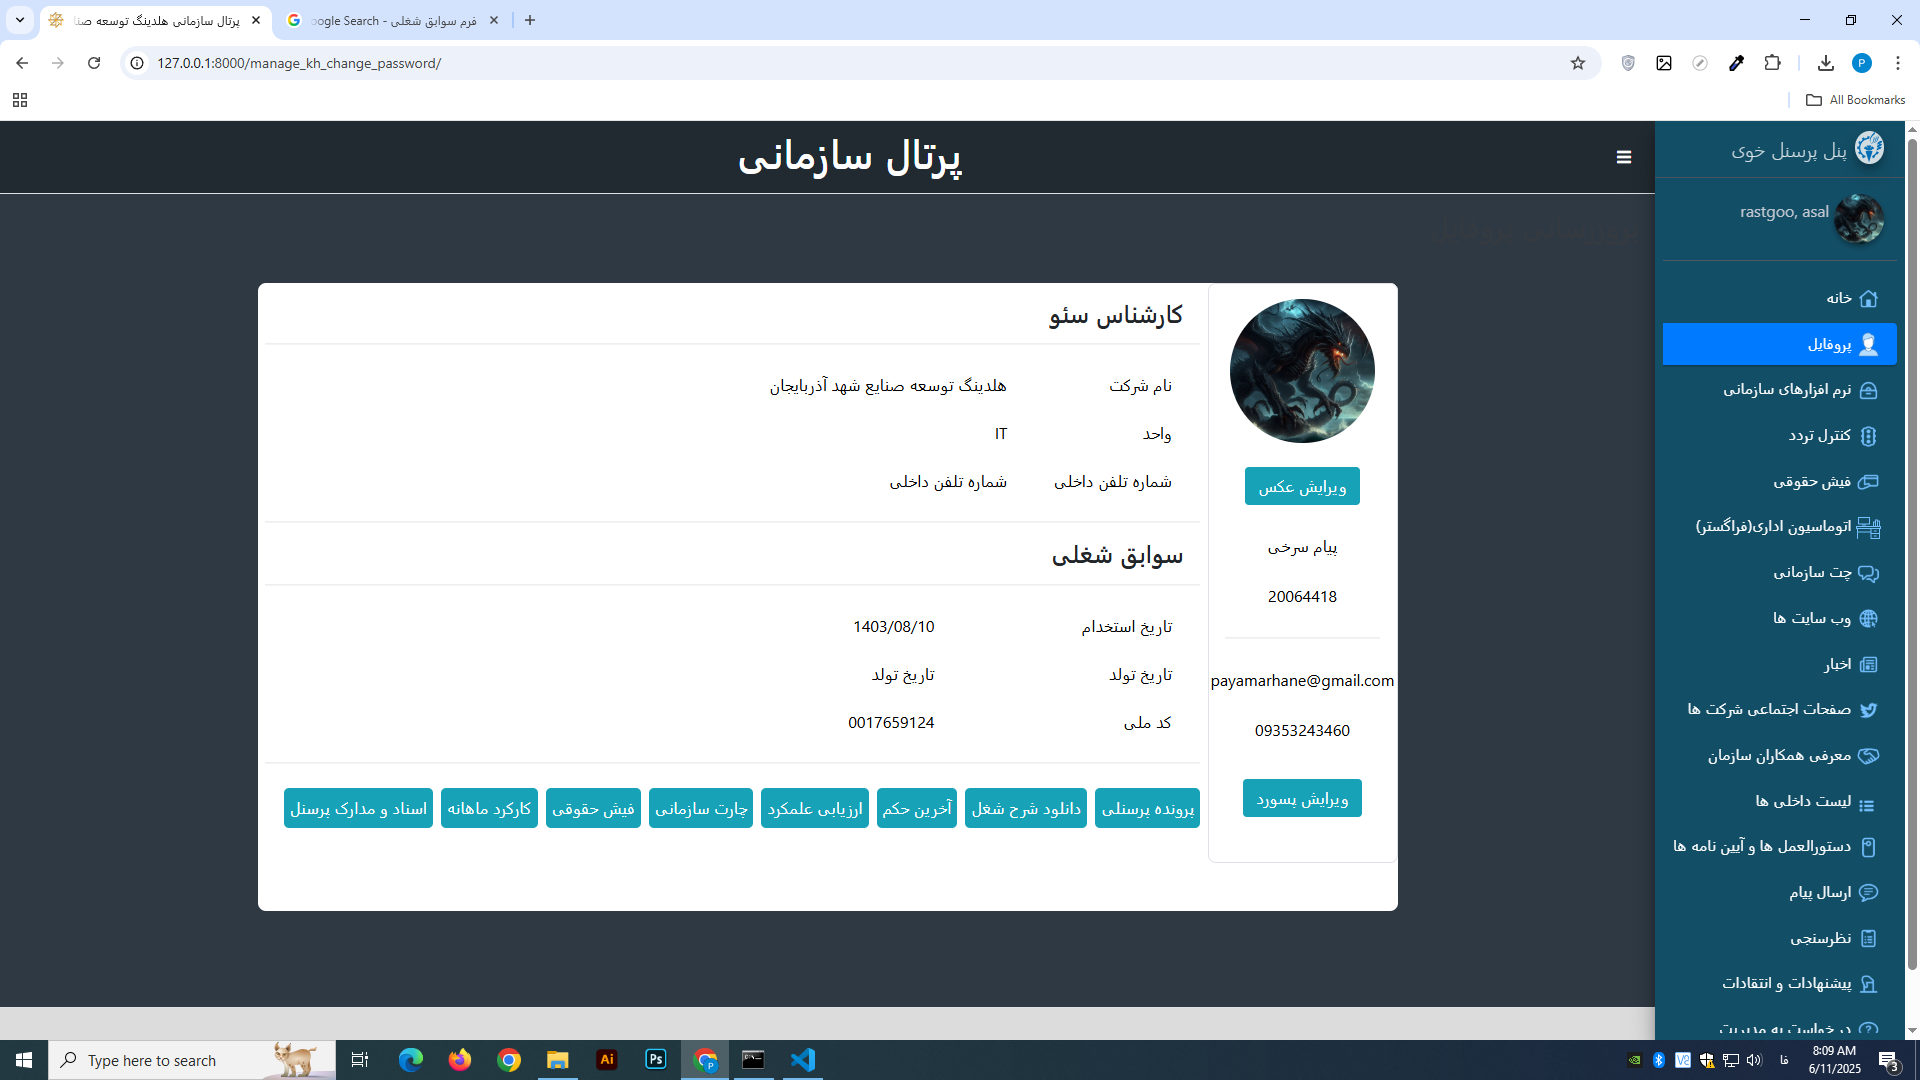 پرتال سازمانی هلدینگ توسعه صنا
oogle Search - فرم سوابق شغلی
127.0.0.1:8000/manage_kh_change_password/
P
All Bookmarks
پرتال سازمانی
پنل پرسنل خوی
rastgoo, asal
خانه
پروفایل
نرم افزارهای سازمانی
کنترل تردد
فیش حقوقی
اتوماسیون اداری(فراگستر)
چت سازمانی
وب سایت ها
اخبار
صفحات اجتماعی شرکت ها
معرفی همکاران سازمان
لیست داخلی ها
دستورالعمل ها و آیین نامه ها
ارسال پیام
نظرسنجی
پیشنهادات و انتقادات
درخواست به مدیریت
ویرایش عکس
پیام سرخی
20064418
payamarhane@gmail.com
09353243460
ویرایش پسورد
کارشناس سئو
نام شرکت هلدینگ توسعه صنایع شهد آذربایجان
واحد IT
شماره تلفن داخلی شماره تلفن داخلی
سوابق شغلی
تاریخ استخدام 1403/08/10
تاریخ تولد تاریخ تولد
کد ملی 0017659124
پرونده پرسنلی دانلود شرح شغل آخرین حکم ارزیابی علمکرد چارت سازمانی فیش حقوقی کارکرد ماهانه اسناد و مدارک پرسنل
Type here to search
Ai
Ps
P
فا
8:09 AM
6/11/2025
3